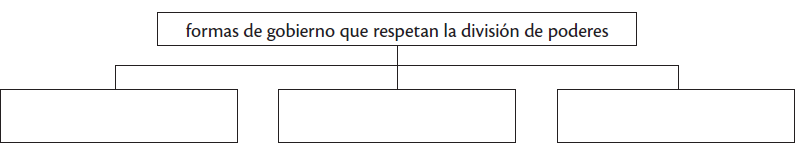 formas de gobierno que respetan la división de poderes